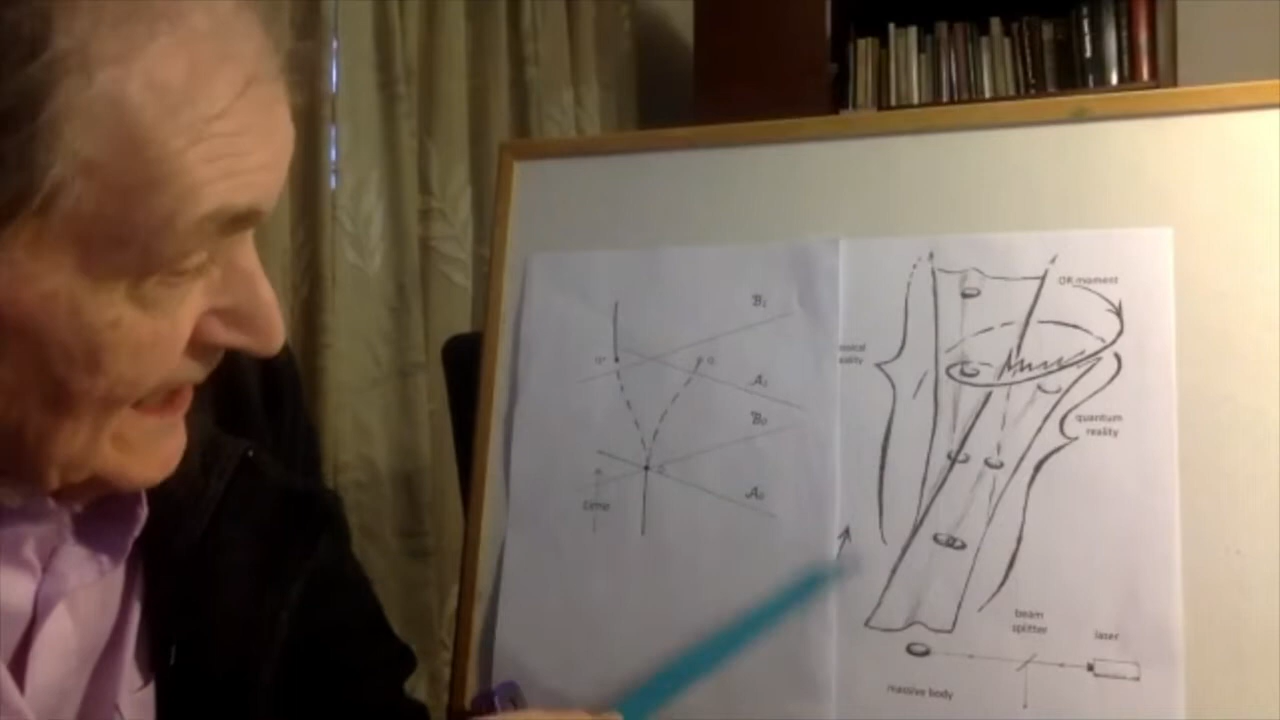 B₁
A₁
B₀
A₀
time
OR moment
quantum
reality
beam
splitter
laser
massive body